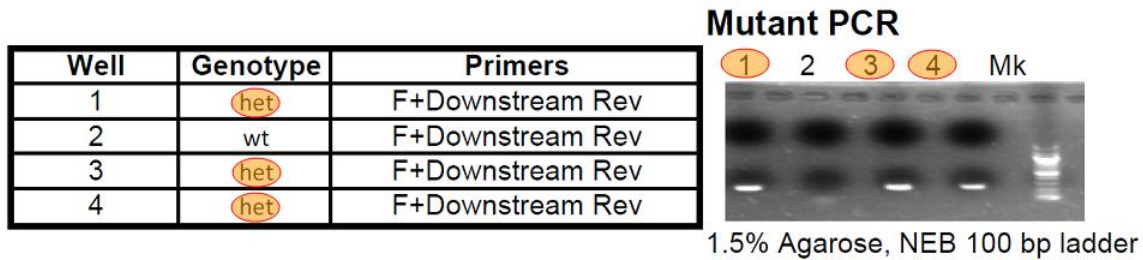 Mutant PCR
Well Genotype Primers
1 het F+Downstream Rev
2 wt F+Downstream Rev
3 het F+Downstream Rev
4 het F+Downstream Rev
1 2 3 4 Mk
1.5% Agarose, NEB 100 bp ladder